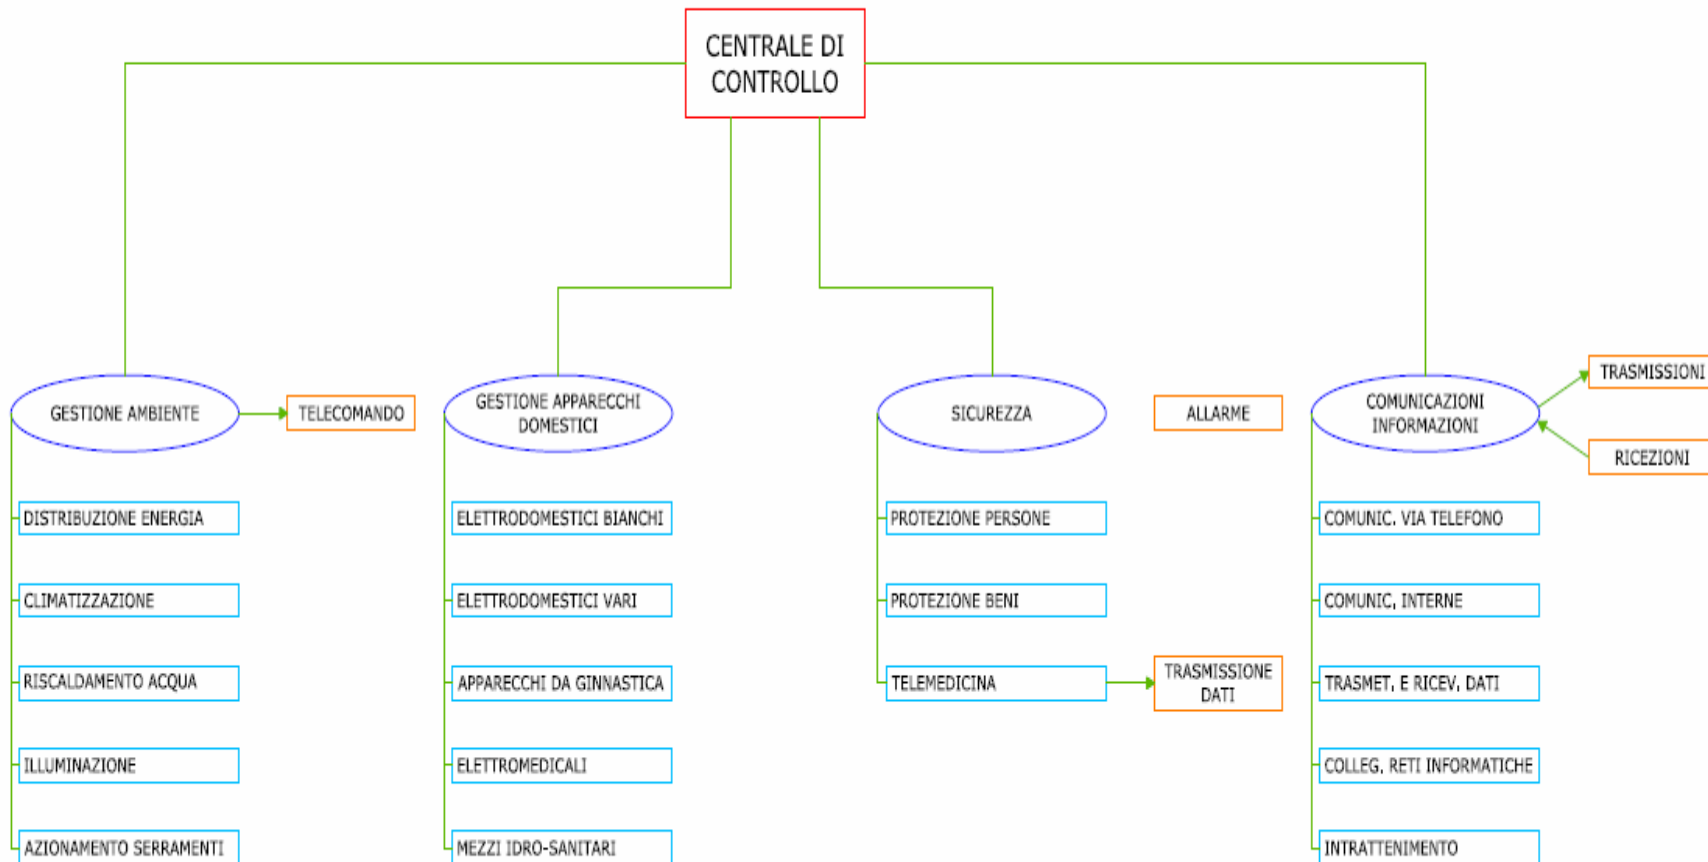 CENTRALE DI
CONTROLLO
TRASMISSIONI
GESTIONE AMBIENTE
TELECOMANDO
GESTIONE APPARECCHI
DOMESTICI
SICUREZZA
ALLARME
COMUNICAZIONI
INFORMAZIONI
RICEZIONI
DISTRIBUZIONE ENERGIA
ELETTRODOMESTICI BIANCHI
PROTEZIONE PERSONE
COMUNIC. VIA TELEFONO
CLIMATIZZAZIONE
ELETTRODOMESTICI VARI
PROTEZIONE BENI
COMUNIC. INTERNE
RISCALDAMENTO ACQUA
APPARECCHI DA GINNASTICA
TELEMEDICINA
TRASMISSIONE
DATI
TRASMET. E RICEV. DATI
ILLUMINAZIONE
ELETTROMEDICALI
COLLEG. RETI INFORMATICHE
AZIONAMENTO SERRAMENTI
MEZZI IDRO-SANITARI
INTRATTENIMENTO